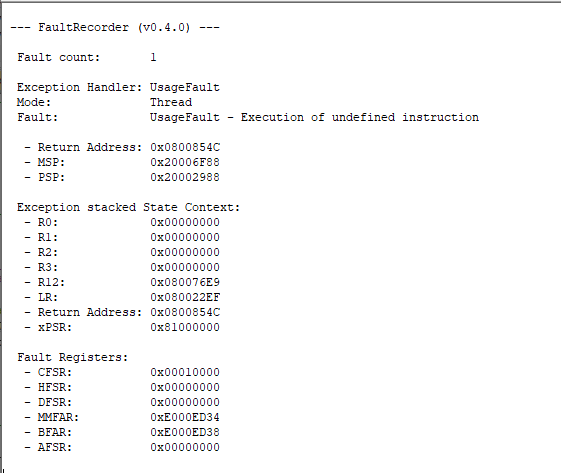 --- FaultRecorder (v0.4.0) ---
Fault count: 1
Exception Handler: UsageFault
Mode: Thread
Fault: UsageFault - Execution of undefined instruction
- Return Address: 0x0800854C
- MSP: 0x20006F88
- PSP: 0x20002988
Exception stacked State Context:
- R0: 0x00000000
- R1: 0x00000000
- R2: 0x00000000
- R3: 0x00000000
- R12: 0x080076E9
- LR: 0x080022EF
- Return Address: 0x0800854C
- xPSR: 0x81000000
Fault Registers:
- CFSR: 0x00010000
- HFSR: 0x00000000
- DFSR: 0x00000000
- MMFAR: 0xE000ED34
- BFAR: 0xE000ED38
- AFSR: 0x00000000